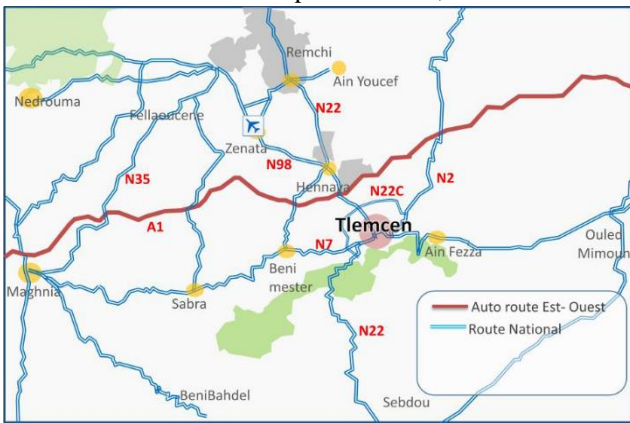 Remchi
Ain Youcef
Nedrouma
Fellaoucene
N22
Zenata
N98
Hennaya
N35
N22C
N2
A1
Tlemcen
N7
Ain Fezza
Ouled
Mimoun
Maghnia
Beni
mester
Sabra
Auto route Est- Ouest
Route National
N22
BeniBahdel
Sebdou